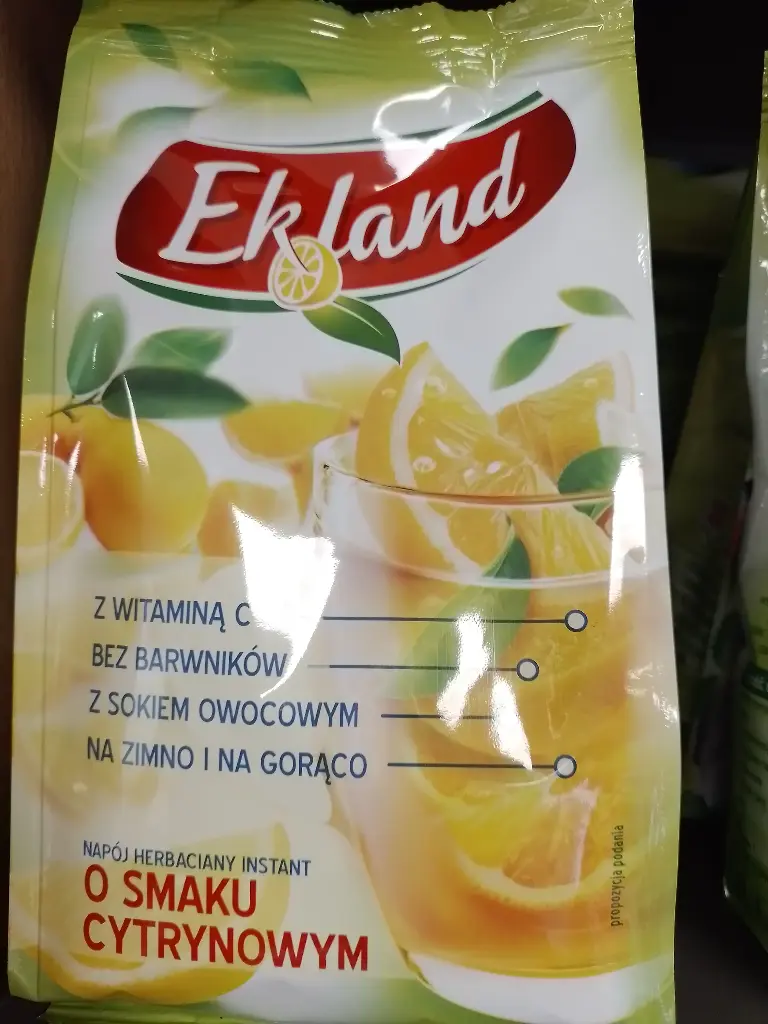 Ekland
Z WITAMINĄ C
BEZ BARWNIKÓW
Z SOKIEM OWOCOWYM
NA ZIMNO I NA GORĄCO
NAPÓJ HERBACIANY INSTANT
O SMAKU
CYTRYNOWYM
propozycja podania